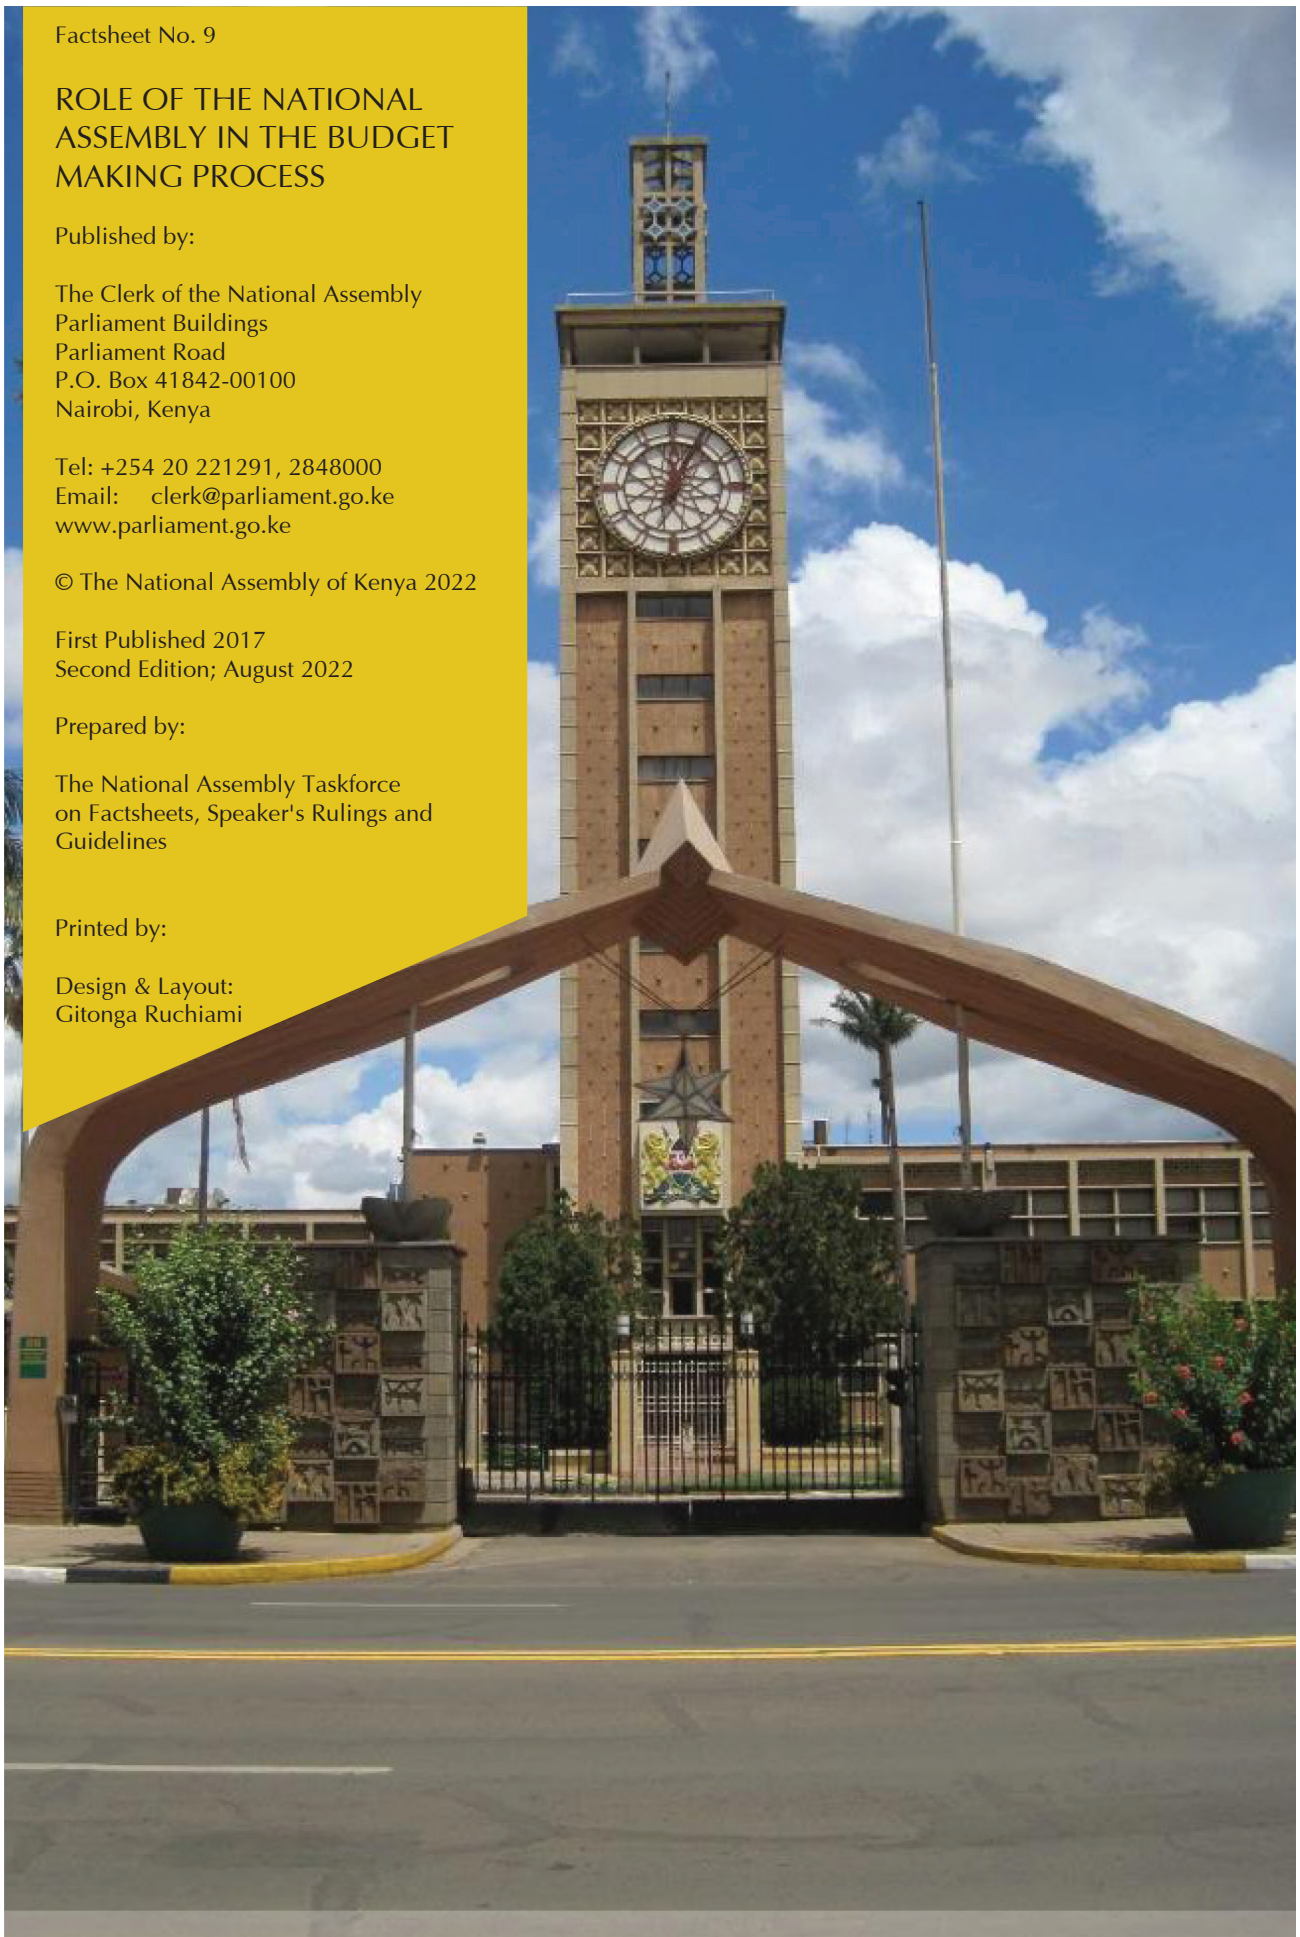 Factsheet No. 9
ROLE OF THE NATIONAL
ASSEMBLY IN THE BUDGET
MAKING PROCESS
Published by:
The Clerk of the National Assembly
Parliament Buildings
Parliament Road
P.O. Box 41842-00100
Nairobi, Kenya
Tel: +254 20 221291, 2848000
Email: clerk@parliament.go.ke
www.parliament.go.ke
© The National Assembly of Kenya 2022
First Published 2017
Second Edition; August 2022
Prepared by:
The National Assembly Taskforce
on Factsheets, Speaker's Rulings and
Guidelines
Printed by:
Design & Layout:
Gitonga Ruchiami